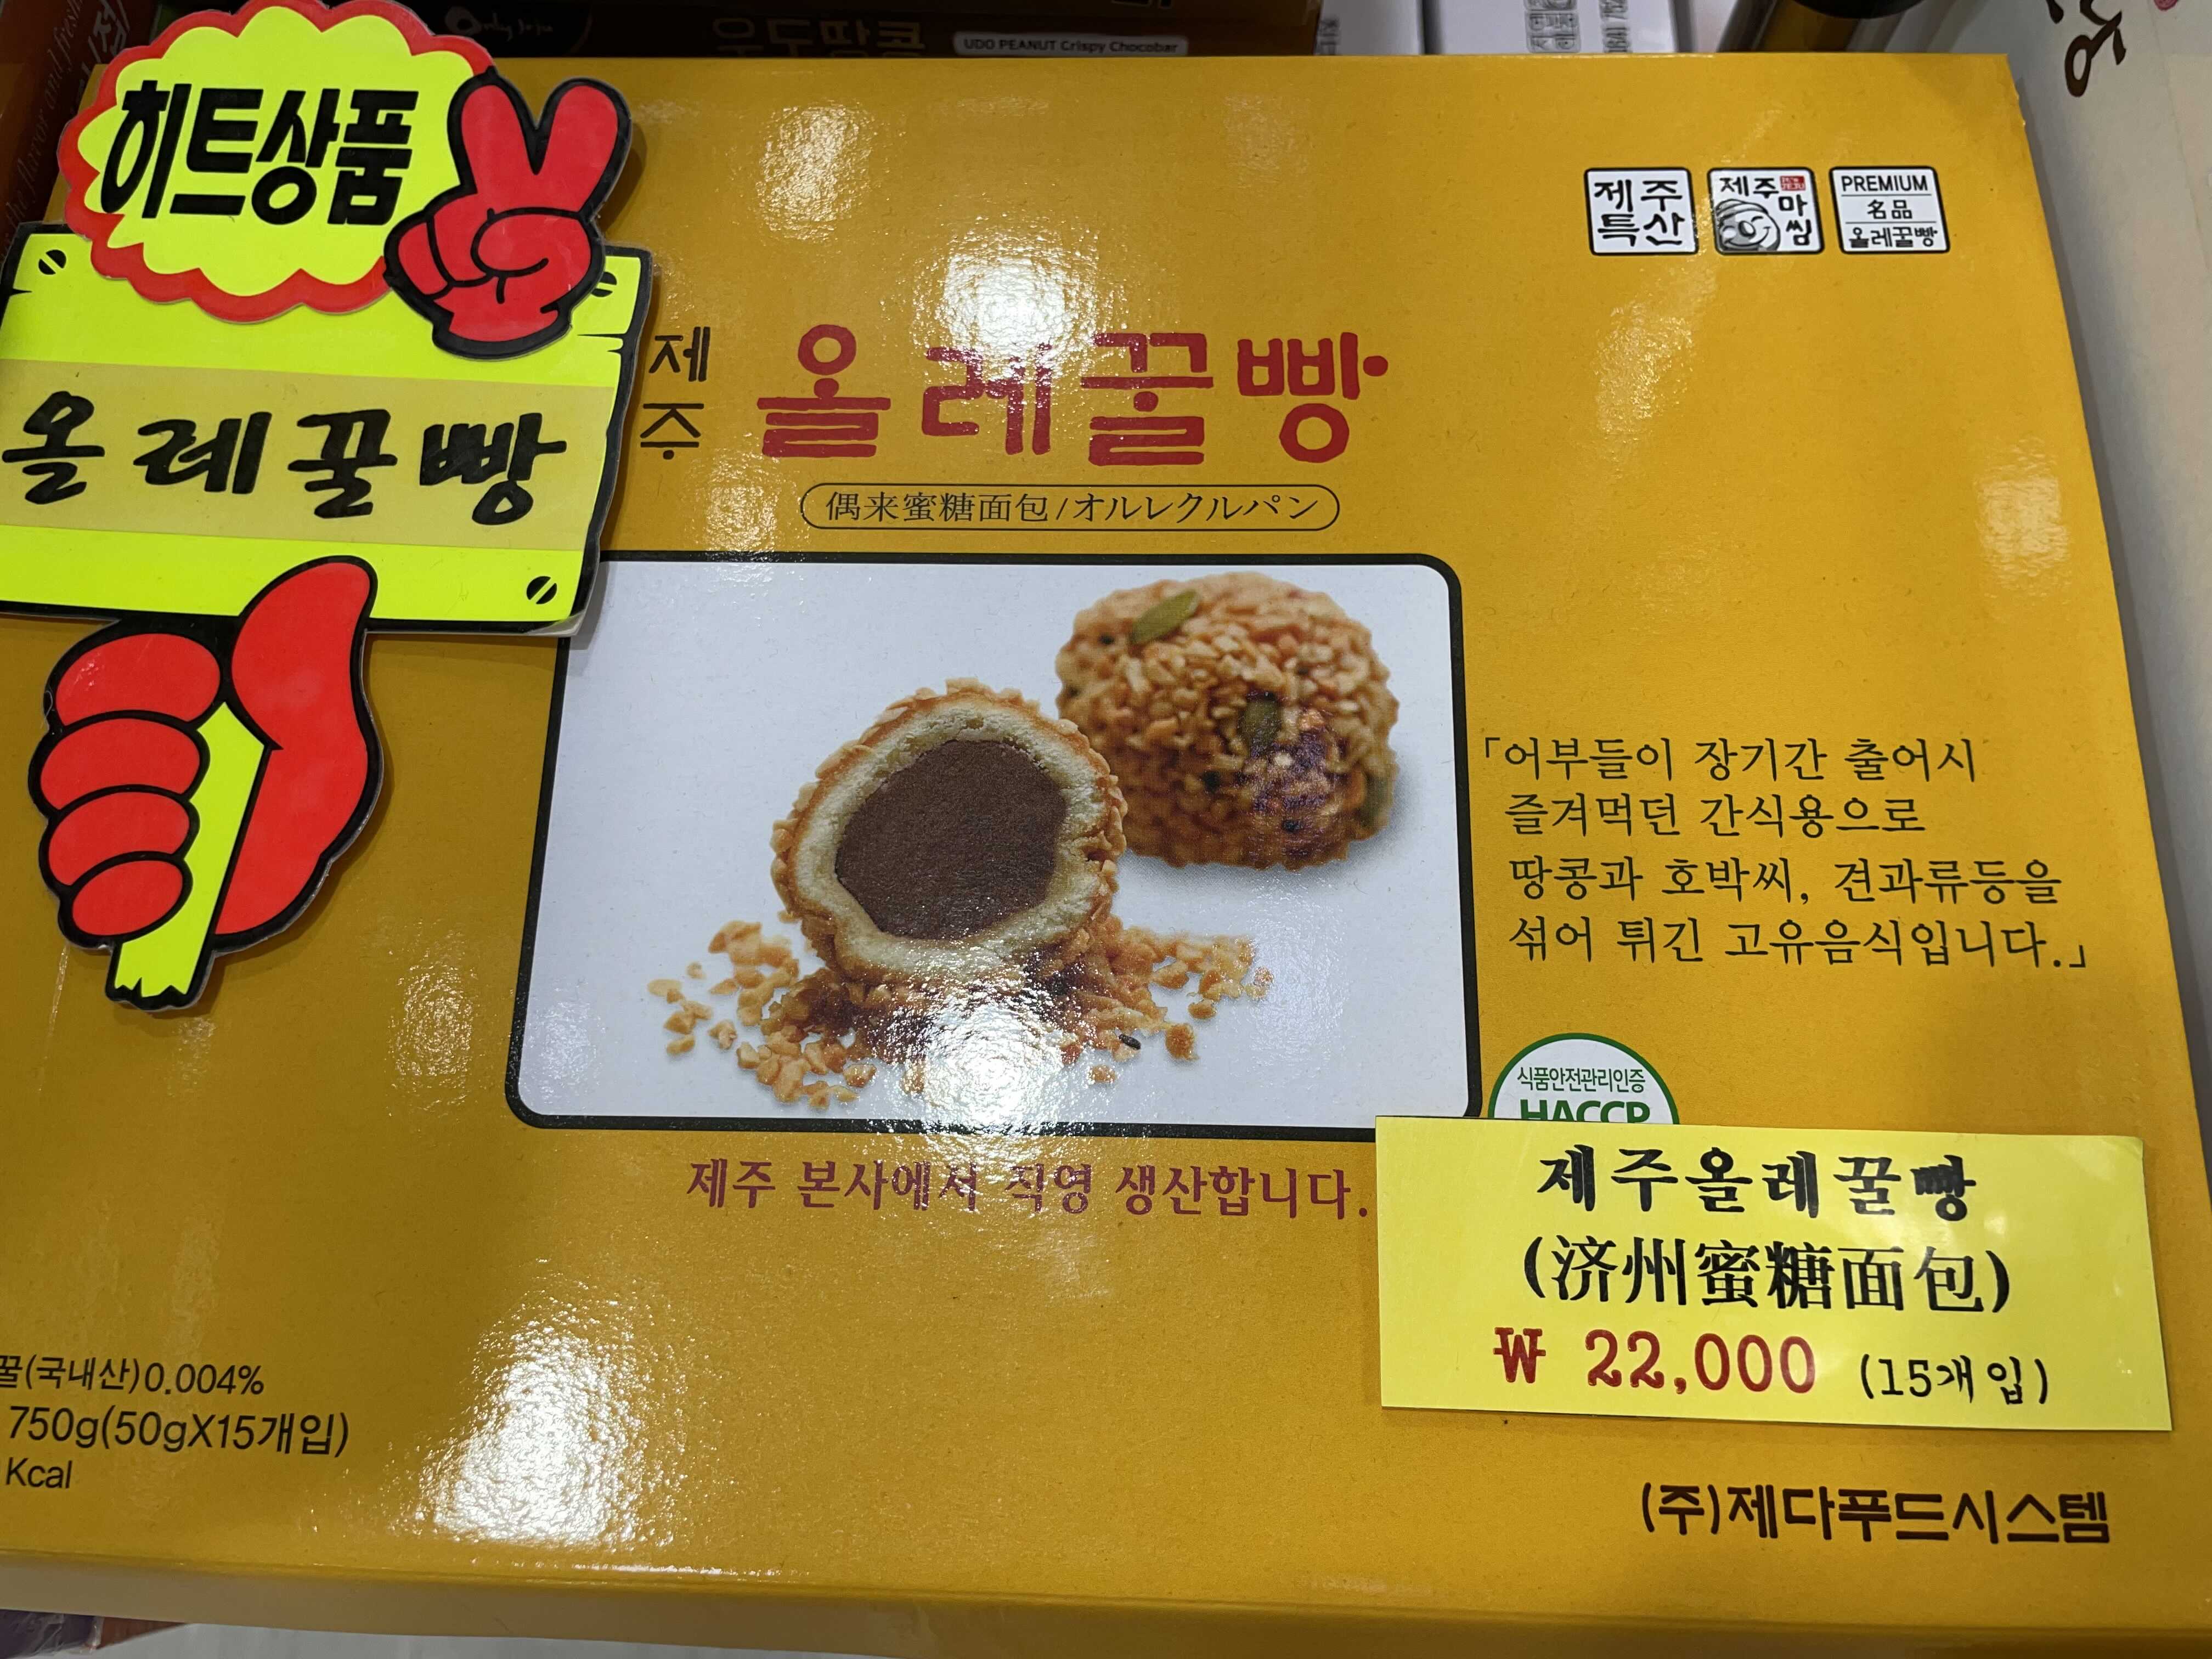 UDO PEANUT Crispy Chocobar
히트상품
올레꿀빵
제주
특산
제주
마씸
PREMIUM
名品
올레꿀빵
제주
올레꿀빵
偶来蜜糖面包/オルレクルパン
「어부들이 장기간 출어시
즐겨먹던 간식용으로
땅콩과 호박씨, 견과류등을
섞어 튀긴 고유음식입니다.」
식품안전관리인증
HACCP
제주 본사에서 직영 생산합니다.
제주올레꿀빵
(济州蜜糖面包)
₩ 22,000 (15개입)
꿀(국내산)0.004%
750g(50gX15개입)
Kcal
(주)제다푸드시스템